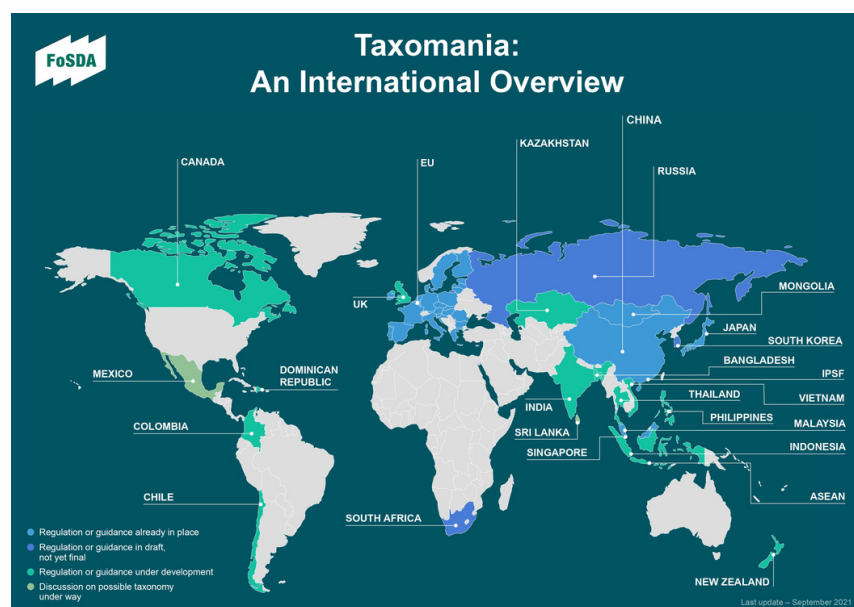 FoSDA
Taxomania:
An International Overview
CHINA
KAZAKHSTAN
CANADA
EU
RUSSIA
MONGOLIA
UK
JAPAN
SOUTH KOREA
BANGLADESH
MEXICO
DOMINICAN
REPUBLIC
IPSF
THAILAND
VIETNAM
INDIA
PHILIPPINES
COLOMBIA
MALAYSIA
SRI LANKA
SINGAPORE
INDONESIA
CHILE
ASEAN
SOUTH AFRICA
Regulation or guidance already in place
Regulation or guidance in draft,
not yet final
Regulation or guidance under development
Discussion on possible taxonomy
under way
NEW ZEALAND
Last update – September 2021